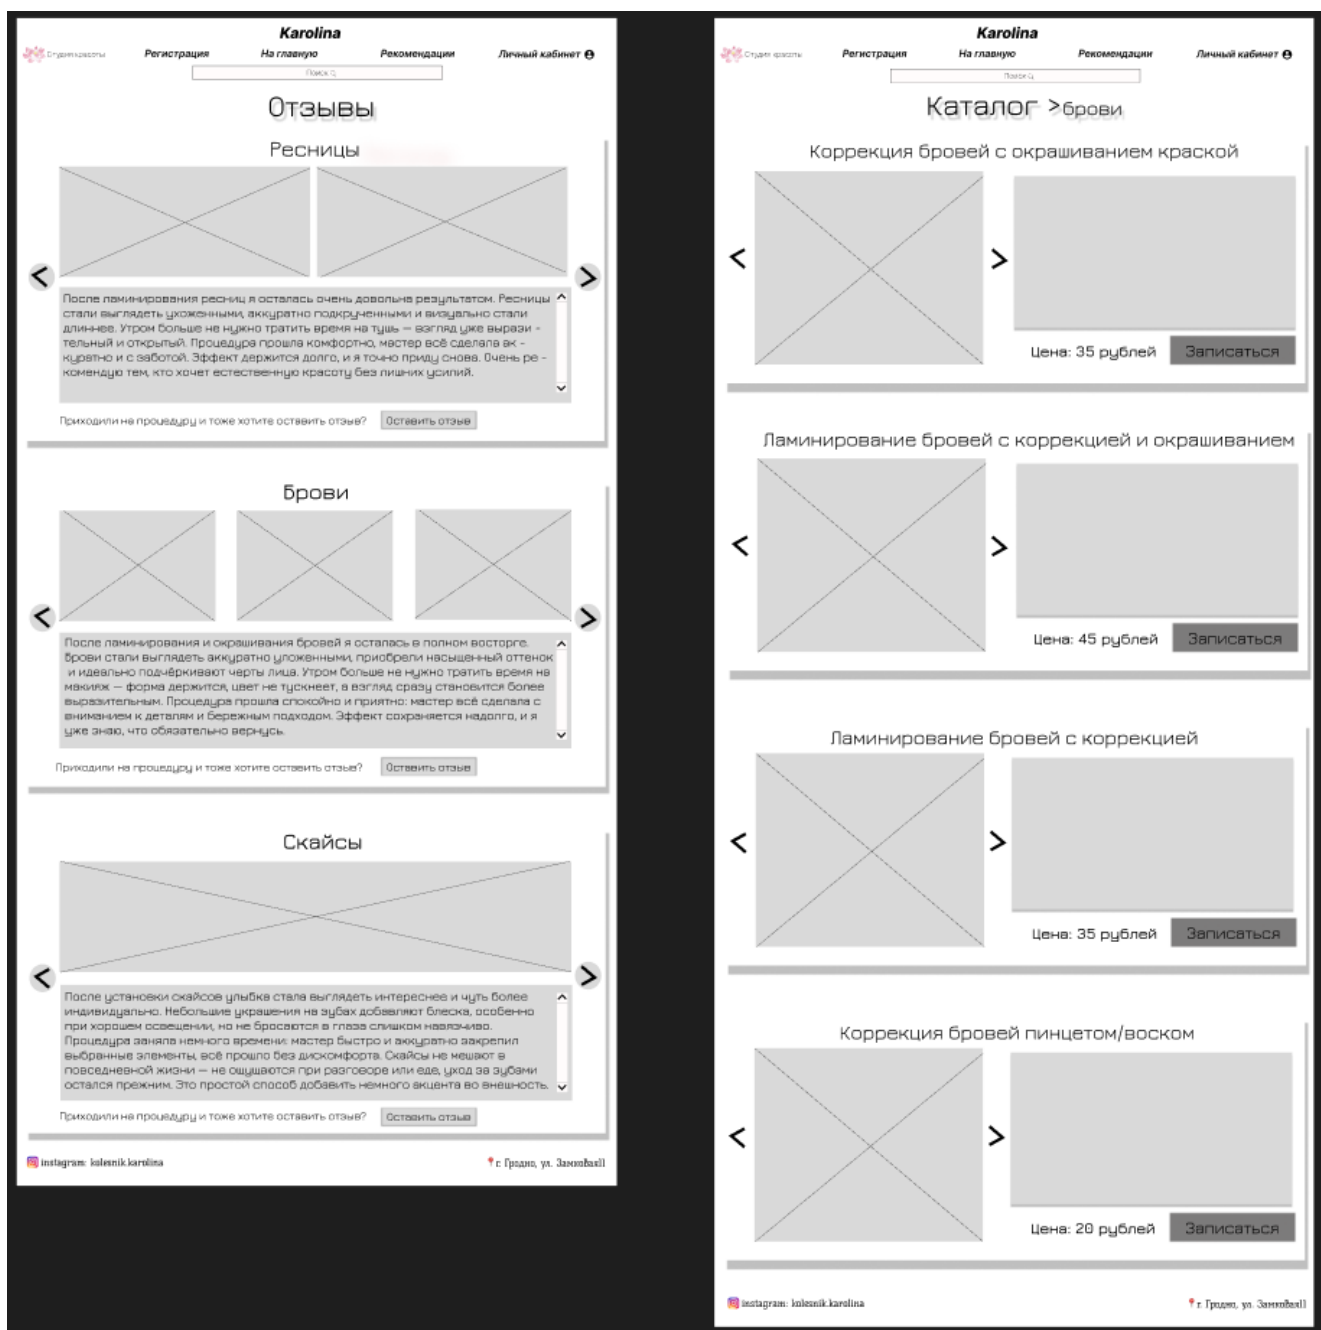 Karolina
Студия красоты
Регистрация
На главную
Рекомендации
Личный кабинет
Поиск
Отзывы
Ресницы
<
>
После ламинирования ресниц я осталась очень довольна результатом. Ресницы
стали выглядеть ухоженными, аккуратно подкрученными и визуально стали
длиннее. Утром больше не нужно тратить время на тушь — взгляд уже вырази -
тельный и открытый. Процедура прошла комфортно, мастер всё сделала ак -
куратно и с заботой. Эффект держится долго, и я точно приду снова. Очень ре -
комендую тем, кто хочет естественную красоту без лишних усилий.
Приходили на процедуру и тоже хотите оставить отзыв?
Оставить отзыв
Брови
<
>
После ламинирования и окрашивания бровей я осталась в полном восторге.
Брови стали выглядеть аккуратно уложенными, приобрели насыщенный оттенок
и идеально подчёркивают черты лица. Утром больше не нужно тратить время на
макияж — форма держится, цвет не тускнеет, а взгляд сразу становится более
выразительным. Процедура прошла спокойно и приятно: мастер всё сделала с
вниманием к деталям и бережным подходом. Эффект сохраняется надолго, и я
уже знаю, что обязательно вернусь.
Приходили на процедуру и тоже хотите оставить отзыв?
Оставить отзыв
Скайсы
<
>
После установки скайсов улыбка стала выглядеть интереснее и чуть более
индивидуально. Небольшие украшения на зубах добавляют блеска, особенно
при хорошем освещении, но не бросаются в глаза слишком навязчиво.
Процедура заняла немного времени: мастер быстро и аккуратно закрепил
выбранные элементы, всё прошло без дискомфорта. Скайсы не мешают в
повседневной жизни — не ощущаются при разговоре или еде, уход за зубами
остался прежним. Это простой способ добавить немного акцента во внешность.
Приходили на процедуру и тоже хотите оставить отзыв?
Оставить отзыв
instagram: kolesnik.karolina
г. Гродно, ул. Замковая11
Karolina
Студия красоты
Регистрация
На главную
Рекомендации
Личный кабинет
Поиск
Каталог >брови
Коррекция бровей с окрашиванием краской
<
>
Цена: 35 рублей
Записаться
Ламинирование бровей с коррекцией и окрашиванием
<
>
Цена: 45 рублей
Записаться
Ламинирование бровей с коррекцией
<
>
Цена: 35 рублей
Записаться
Коррекция бровей пинцетом/воском
<
>
Цена: 20 рублей
Записаться
instagram: kolesnik.karolina
г. Гродно, ул. Замковая11